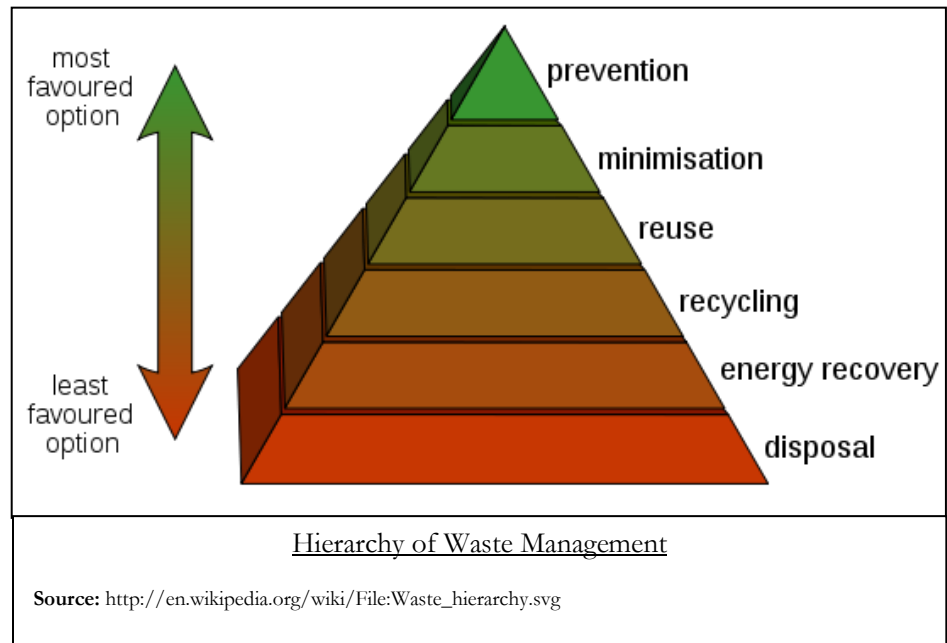 most
favoured
option
prevention
minimisation
reuse
recycling
energy recovery
least
favoured
option
disposal
Hierarchy of Waste Management
Source: http://en.wikipedia.org/wiki/File:Waste_hierarchy.svg